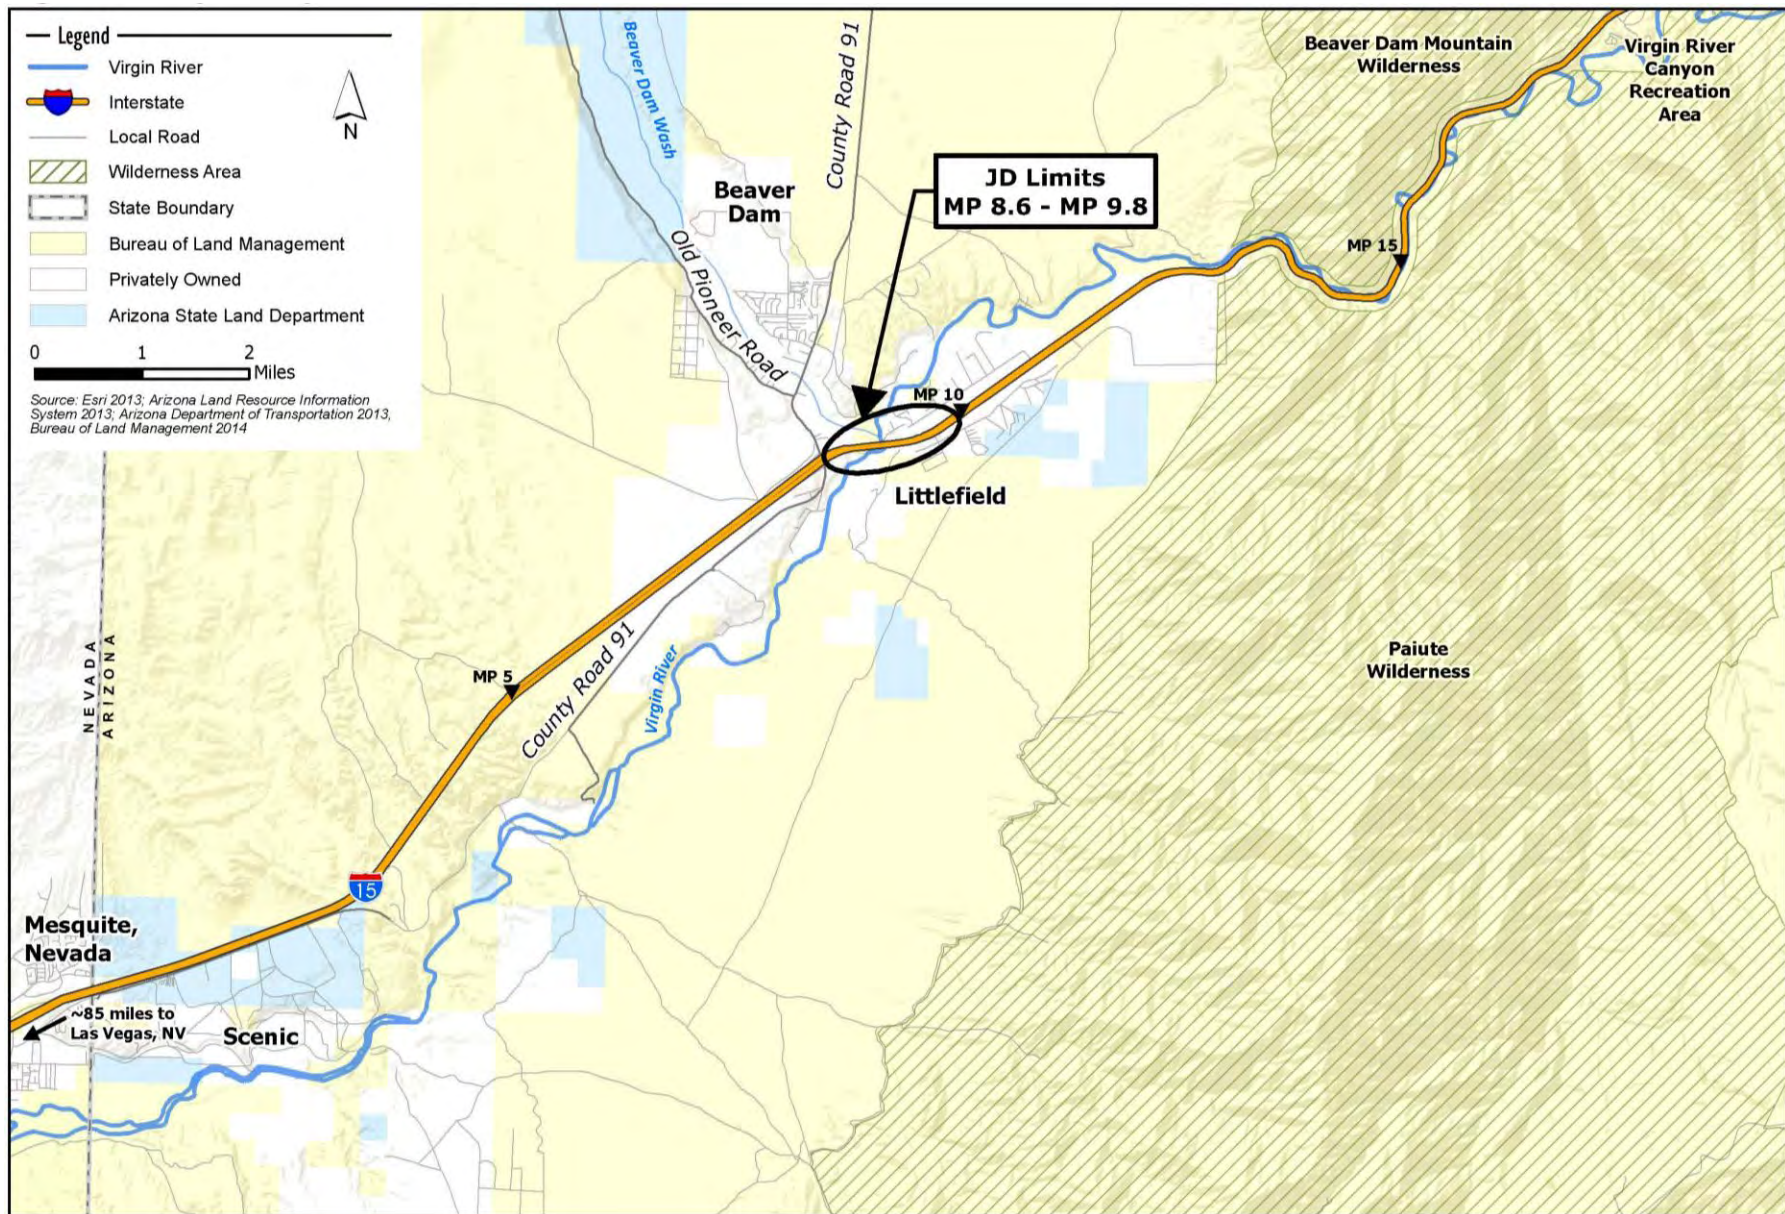 Legend
Virgin River
Interstate
Local Road
Wilderness Area
State Boundary
Bureau of Land Management
Privately Owned
Arizona State Land Department
N
0 1 2
Miles
Source: Esri 2013; Arizona Land Resource Information
System 2013; Arizona Department of Transportation 2013,
Bureau of Land Management 2014
Beaver Dam Wash
County Road 91
Beaver Dam Mountain
Wilderness
Virgin River
Canyon
Recreation
Area
JD Limits
MP 8.6 - MP 9.8
Beaver
Dam
Old Pioneer Road
MP 15
MP 10
Littlefield
NEVADA
ARIZONA
MP 5
County Road 91
Virgin River
Paiute
Wilderness
15
Mesquite,
Nevada
~85 miles to
Las Vegas, NV
Scenic